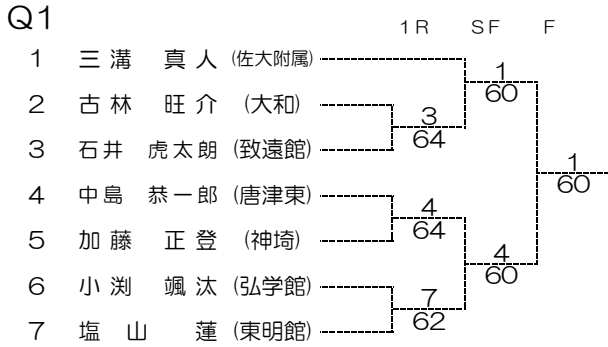 Q1
1R SF F
1 三溝 真人 (佐大附属)
1
60
2 古林 旺介 (大和)
3
64
3 石井 虎太朗 (致遠館)
1
60
4 中島 恭一郎 (唐津東)
4
64
5 加藤 正登 (神埼)
4
60
6 小渕 颯汰 (弘学館)
7
62
7 塩山 蓮 (東明館)